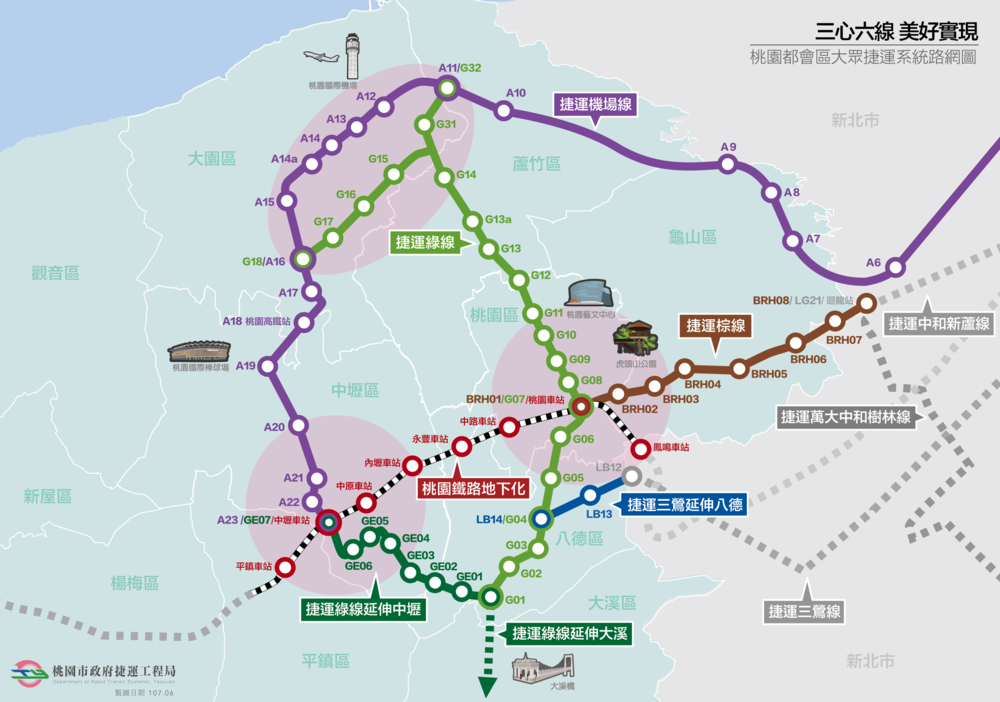 三心六線 美好實現
桃園都會區大眾捷運系統路網圖
桃園國際機場
A11/G32
A12
A10
捷運機場線
新北市
A13
G31
A14
大園區
G15
蘆竹區
A9
A14a
G14
G16
A8
A15
G17
G13a
捷運綠線
G13
龜山區
A7
G18/A16
A6
觀音區
G12
A17
BRH08/ LG21/ 迴龍站
G11
桃園區
桃園藝文中心
A18 桃園高鐵站
捷運棕線
捷運中和新蘆線
G10
BRH07
BRH06
桃園國際棒球場
A19
G09
虎頭山公園
BRH05
G08
BRH04
中壢區
BRH03
BRH01/G07/桃園車站
BRH02
捷運萬大中和樹林線
中路車站
A20
永豐車站
G06
鳳鳴車站
內壢車站
LB12
A21
G05
中原車站
桃園鐵路地下化
新屋區
A22
捷運三鶯延伸八德
LB13
A23 /GE07/中壢車站
LB14/G04
GE05
八德區
GE04
G03
GE03
GE06
平鎮車站
G02
GE02
楊梅區
GE01
G01
大溪區
捷運綠線延伸中壢
捷運三鶯線
捷運綠線延伸大溪
平鎮區
新北市
桃園市政府捷運工程局
Department of Rapid Transit Systems, Taoyuan
大溪橋
製圖日期 107.06